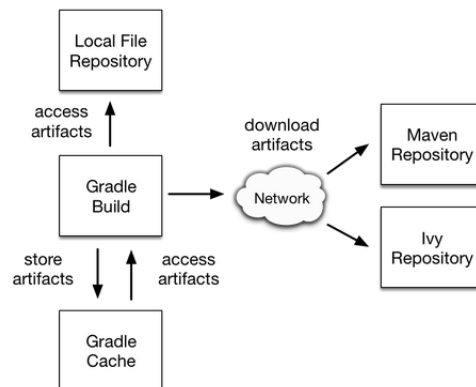 Local File
Repository
access
artifacts
download
artifacts
Maven
Repository
Gradle
Build
Network
Ivy
Repository
store
artifacts
access
artifacts
Gradle
Cache